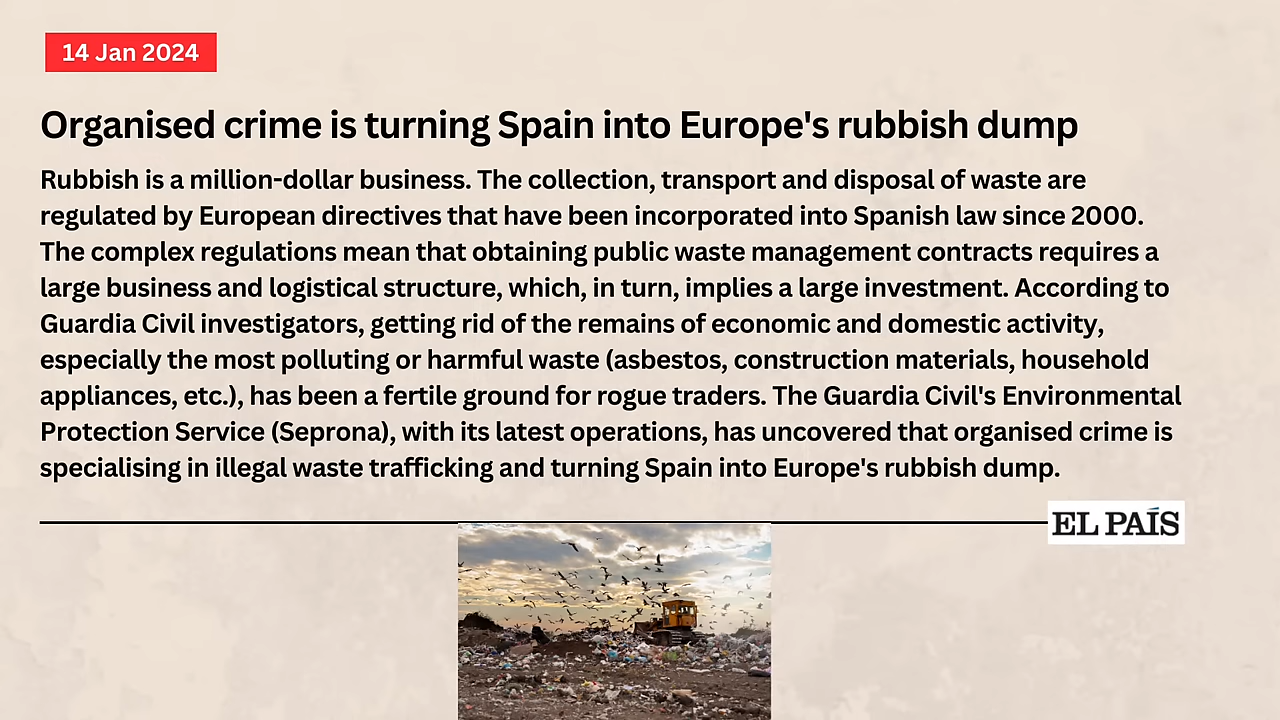 14 Jan 2024
Organised crime is turning Spain into Europe's rubbish dump
Rubbish is a million-dollar business. The collection, transport and disposal of waste are
regulated by European directives that have been incorporated into Spanish law since 2000.
The complex regulations mean that obtaining public waste management contracts requires a
large business and logistical structure, which, in turn, implies a large investment. According to
Guardia Civil investigators, getting rid of the remains of economic and domestic activity,
especially the most polluting or harmful waste (asbestos, construction materials, household
appliances, etc.), has been a fertile ground for rogue traders. The Guardia Civil's Environmental
Protection Service (Seprona), with its latest operations, has uncovered that organised crime is
specialising in illegal waste trafficking and turning Spain into Europe's rubbish dump.
EL PAÍS